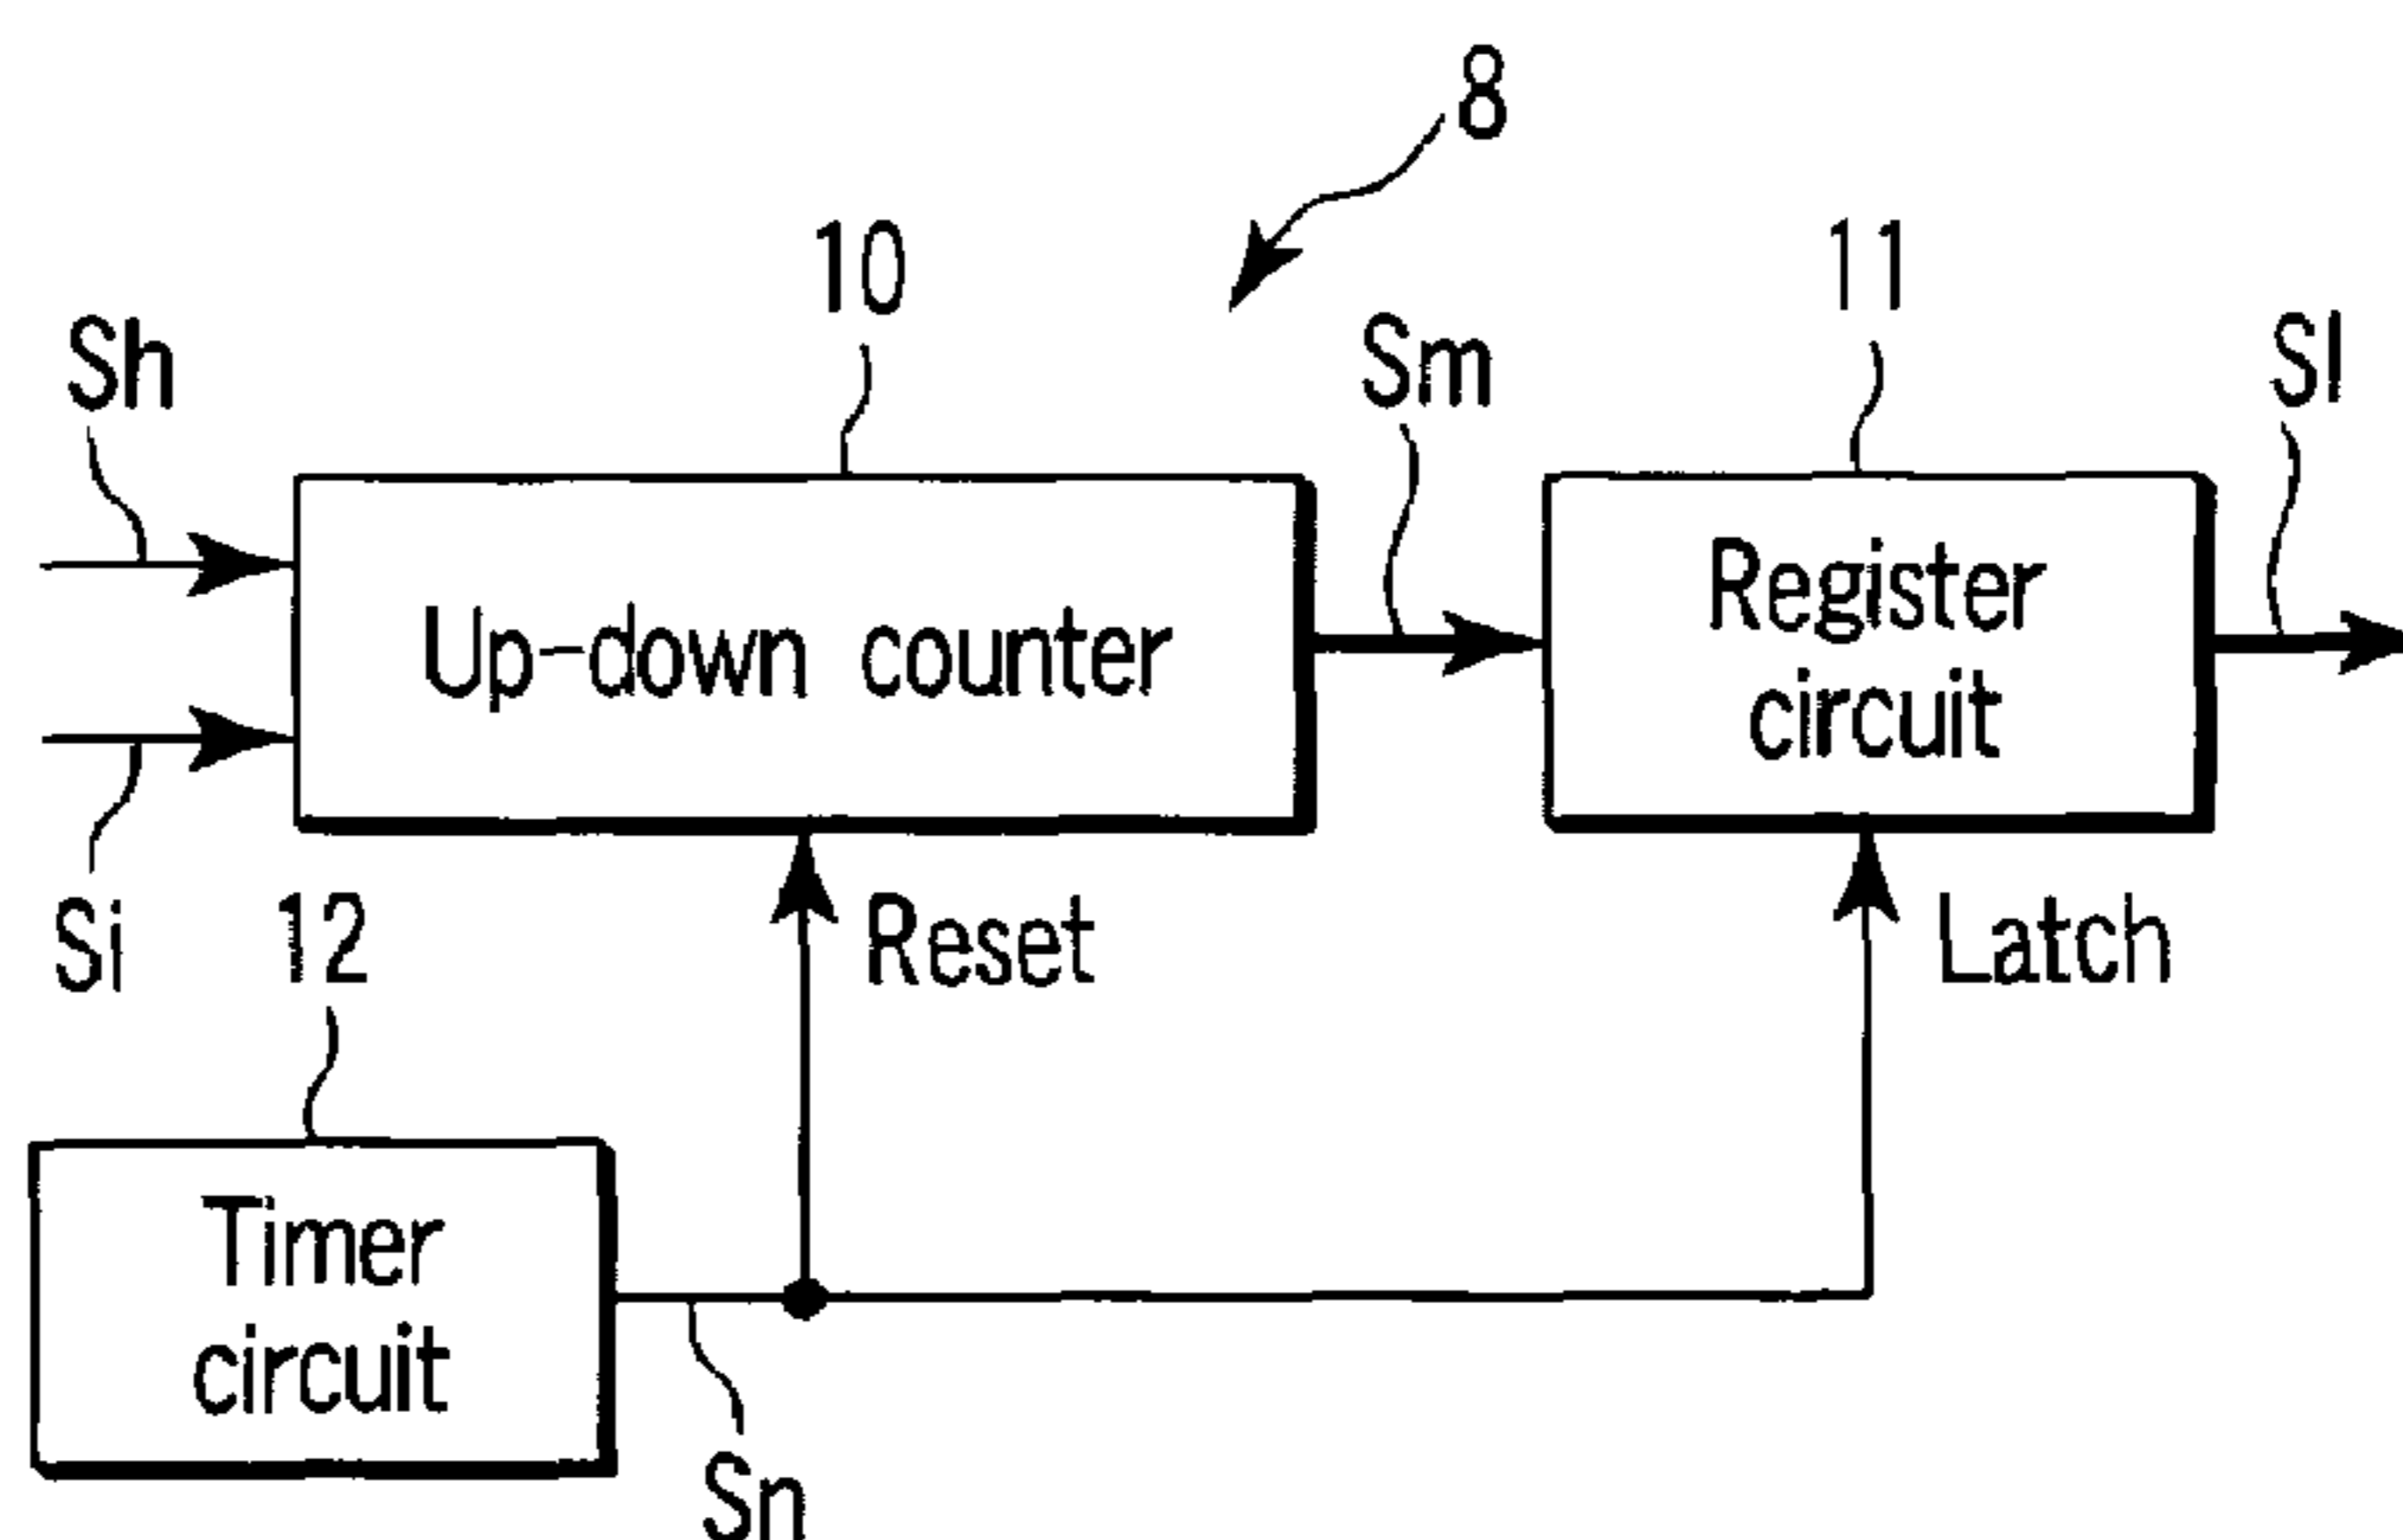 8
10
11
Sh
Sm
Sl
Up-down counter
Register
circuit
Si
12
Reset
Latch
Timer
circuit
Sn